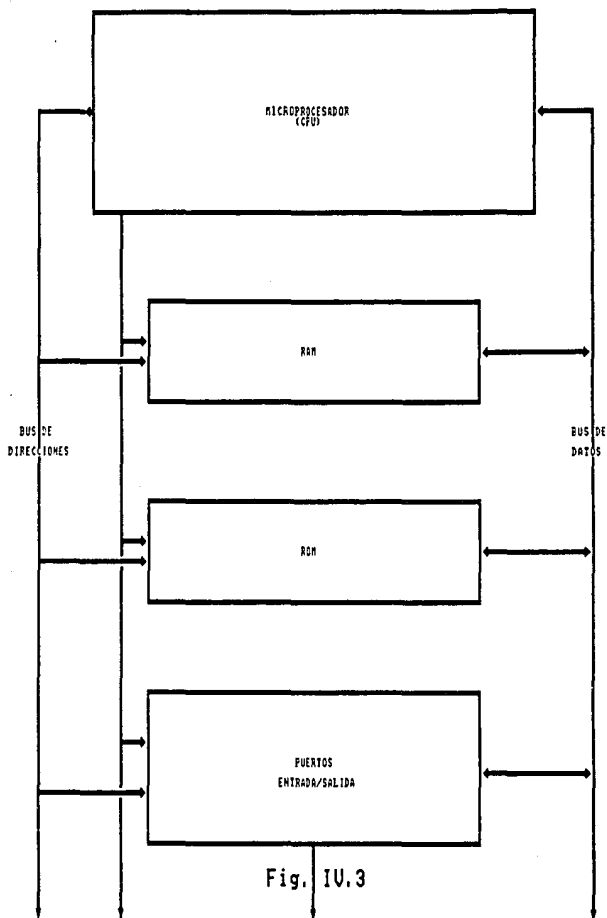 MICROPROCESADOR
(CPU)
RAM
BUS DE
DIRECCIONES
BUS DE
DATOS
ROM
PUERTOS
ENTRADA/SALIDA
Fig. IV.3